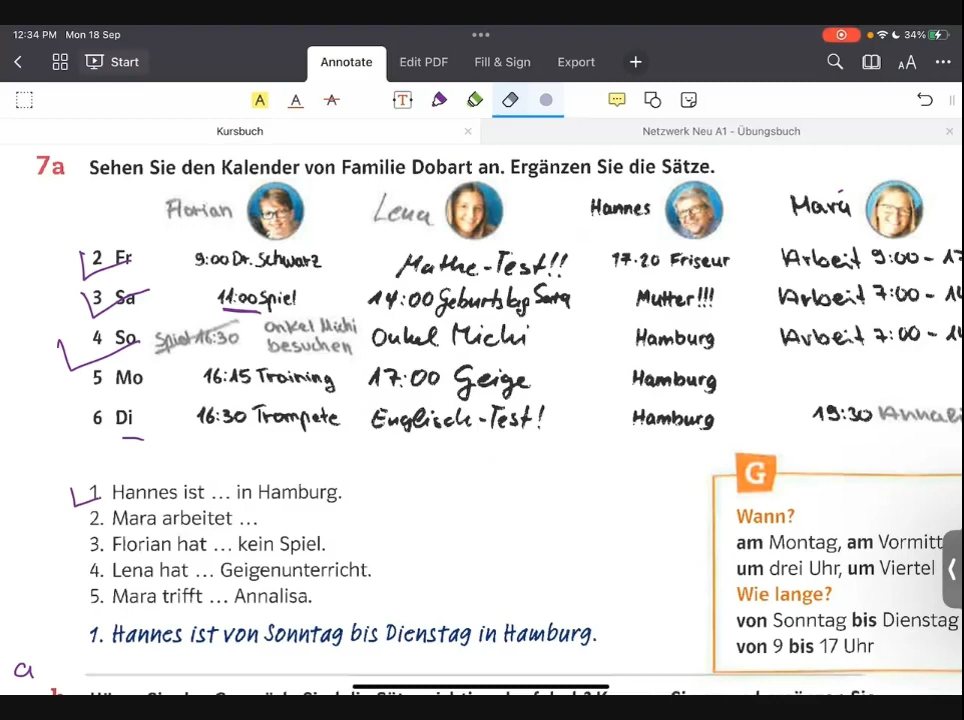 12:34 PM Mon 18 Sep
34%
Start
Annotate
Edit PDF
Fill & Sign
Export
Kursbuch
Netzwerk Neu A1 - Übungsbuch
7a Sehen Sie den Kalender von Familie Dobart an. Ergänzen Sie die Sätze.
Florian Lena Hannes Mara
2 Fr 9:00 Dr. Schwarz Mathe-Test!! 17.20 Friseur Arbeit 9:00 - 17
3 Sa 11:00 Spiel 14:00 Geburtstag Sara Mutter!!! Arbeit 7:00 - 14
4 So Spiel 16:30 Onkel Michi besuchen Onkel Michi Hamburg Arbeit 7:00 - 14
5 Mo 16:15 Training 17:00 Geige Hamburg
6 Di 16:30 Trompete Englisch-Test! Hamburg 19:30 Annali
1 Hannes ist ... in Hamburg.
2. Mara arbeitet ...
3. Florian hat ... kein Spiel.
4. Lena hat ... Geigenunterricht.
5. Mara trifft ... Annalisa.
1. Hannes ist von Sonntag bis Dienstag in Hamburg.
G
Wann?
am Montag, am Vormitt
um drei Uhr, um Viertel
Wie lange?
von Sonntag bis Dienstag
von 9 bis 17 Uhr
a